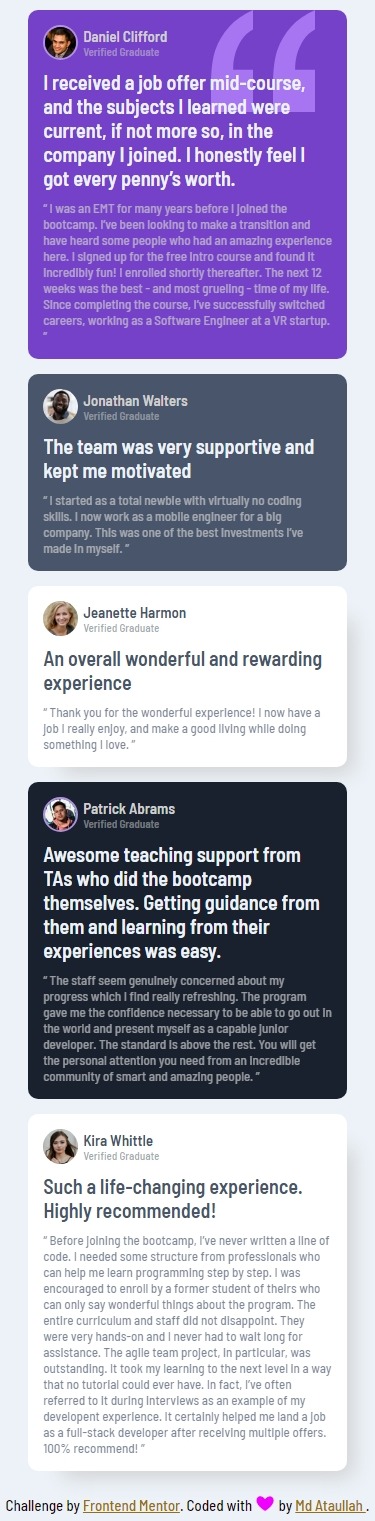 Daniel Clifford
Verified Graduate
I received a job offer mid-course,
and the subjects I learned were
current, if not more so, in the
company I joined. I honestly feel I
got every penny’s worth.
“ I was an EMT for many years before I joined the
bootcamp. I’ve been looking to make a transition and
have heard some people who had an amazing experience
here. I signed up for the free intro course and found it
incredibly fun! I enrolled shortly thereafter. The next 12
weeks was the best - and most grueling - time of my life.
Since completing the course, I’ve successfully switched
careers, working as a Software Engineer at a VR startup.
”
Jonathan Walters
Verified Graduate
The team was very supportive and
kept me motivated
“ I started as a total newbie with virtually no coding
skills. I now work as a mobile engineer for a big
company. This was one of the best investments I’ve
made in myself. ”
Jeanette Harmon
Verified Graduate
An overall wonderful and rewarding
experience
“ Thank you for the wonderful experience! I now have a
job I really enjoy, and make a good living while doing
something I love. ”
Patrick Abrams
Verified Graduate
Awesome teaching support from
TAs who did the bootcamp
themselves. Getting guidance from
them and learning from their
experiences was easy.
“ The staff seem genuinely concerned about my
progress which I find really refreshing. The program
gave me the confidence necessary to be able to go out in
the world and present myself as a capable junior
developer. The standard is above the rest. You will get
the personal attention you need from an incredible
community of smart and amazing people. ”
Kira Whittle
Verified Graduate
Such a life-changing experience.
Highly recommended!
“ Before joining the bootcamp, I’ve never written a line of
code. I needed some structure from professionals who
can help me learn programming step by step. I was
encouraged to enroll by a former student of theirs who
can only say wonderful things about the program. The
entire curriculum and staff did not disappoint. They
were very hands-on and I never had to wait long for
assistance. The agile team project, in particular, was
outstanding. It took my learning to the next level in a way
that no tutorial could ever have. In fact, I’ve often
referred to it during interviews as an example of my
developent experience. It certainly helped me land a job
as a full-stack developer after receiving multiple offers.
100% recommend! ”
Challenge by Frontend Mentor. Coded with 💜 by Md Ataullah .